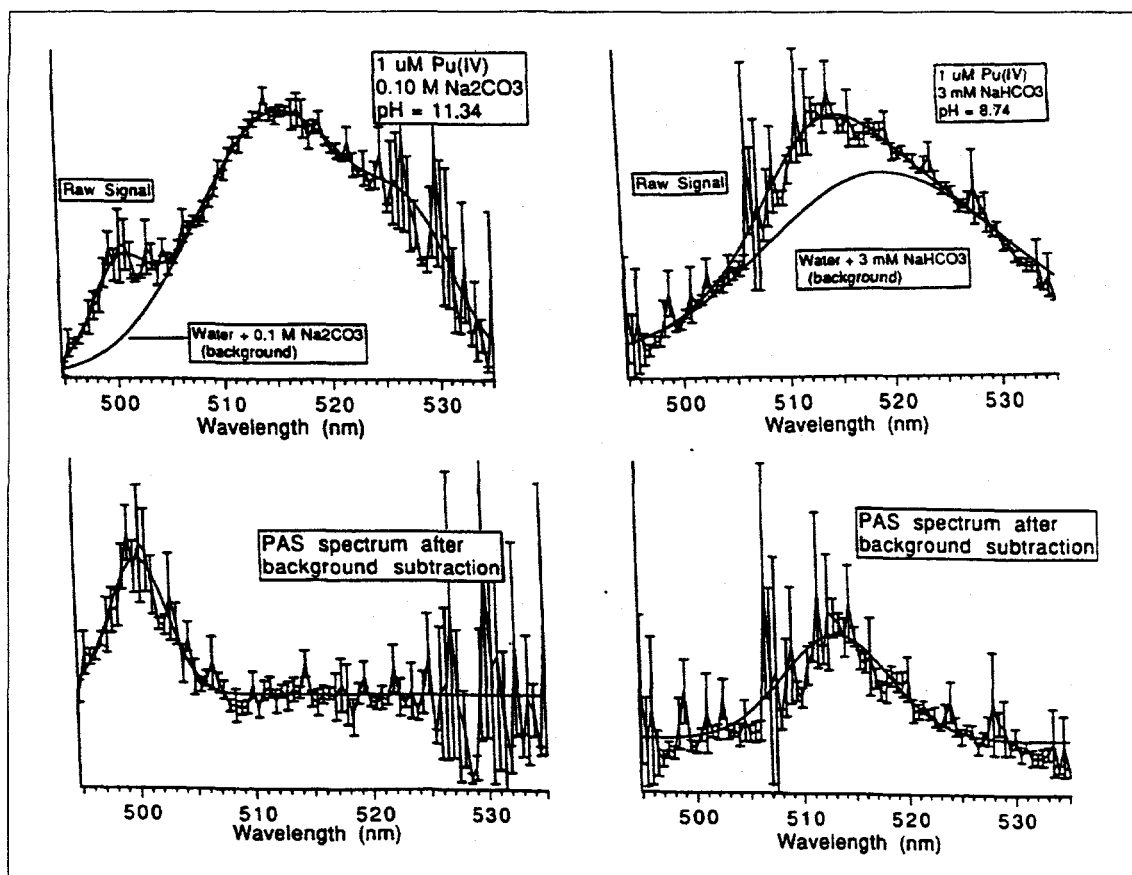 1 uM Pu(IV)
0.10 M Na2CO3
pH = 11.34
Raw Signal
Water + 0.1 M Na2CO3
(background)
500 510 520 530
Wavelength (nm)
1 uM Pu(IV)
3 mM NaHCO3
pH = 8.74
Raw Signal
Water + 3 mM NaHCO3
(background)
500 510 520 530
Wavelength (nm)
PAS spectrum after
background subtraction
500 510 520 530
Wavelength (nm)
PAS spectrum after
background subtraction
500 510 520 530
Wavelength (nm)